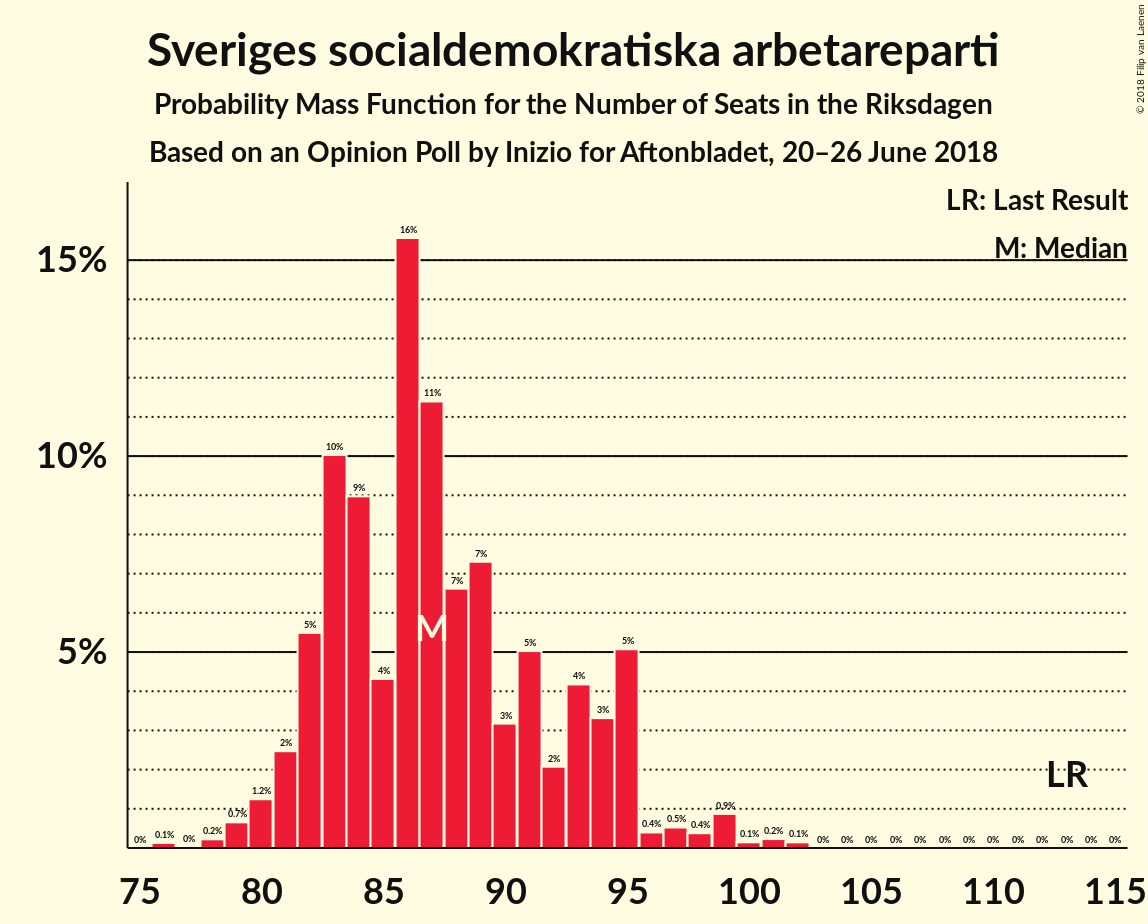 Sveriges socialdemokratiska arbetareparti
Probability Mass Function for the Number of Seats in the Riksdagen
Based on an Opinion Poll by Inizio for Aftonbladet, 20–26 June 2018
© 2018 Filip van Laenen
LR: Last Result
M: Median
15%
10%
5%
0% 0.1% 0% 0.2% 0.7% 1.2% 2% 5% 10% 9% 4% 16% 11% 7% 7% 3% 5% 2% 4% 3% 5% 0.4% 0.5% 0.4% 0.9% 0.1% 0.2% 0.1% 0% 0% 0% 0% 0% 0% 0% 0% 0% 0% 0% 0% 0%
M
LR
75 80 85 90 95 100 105 110 115